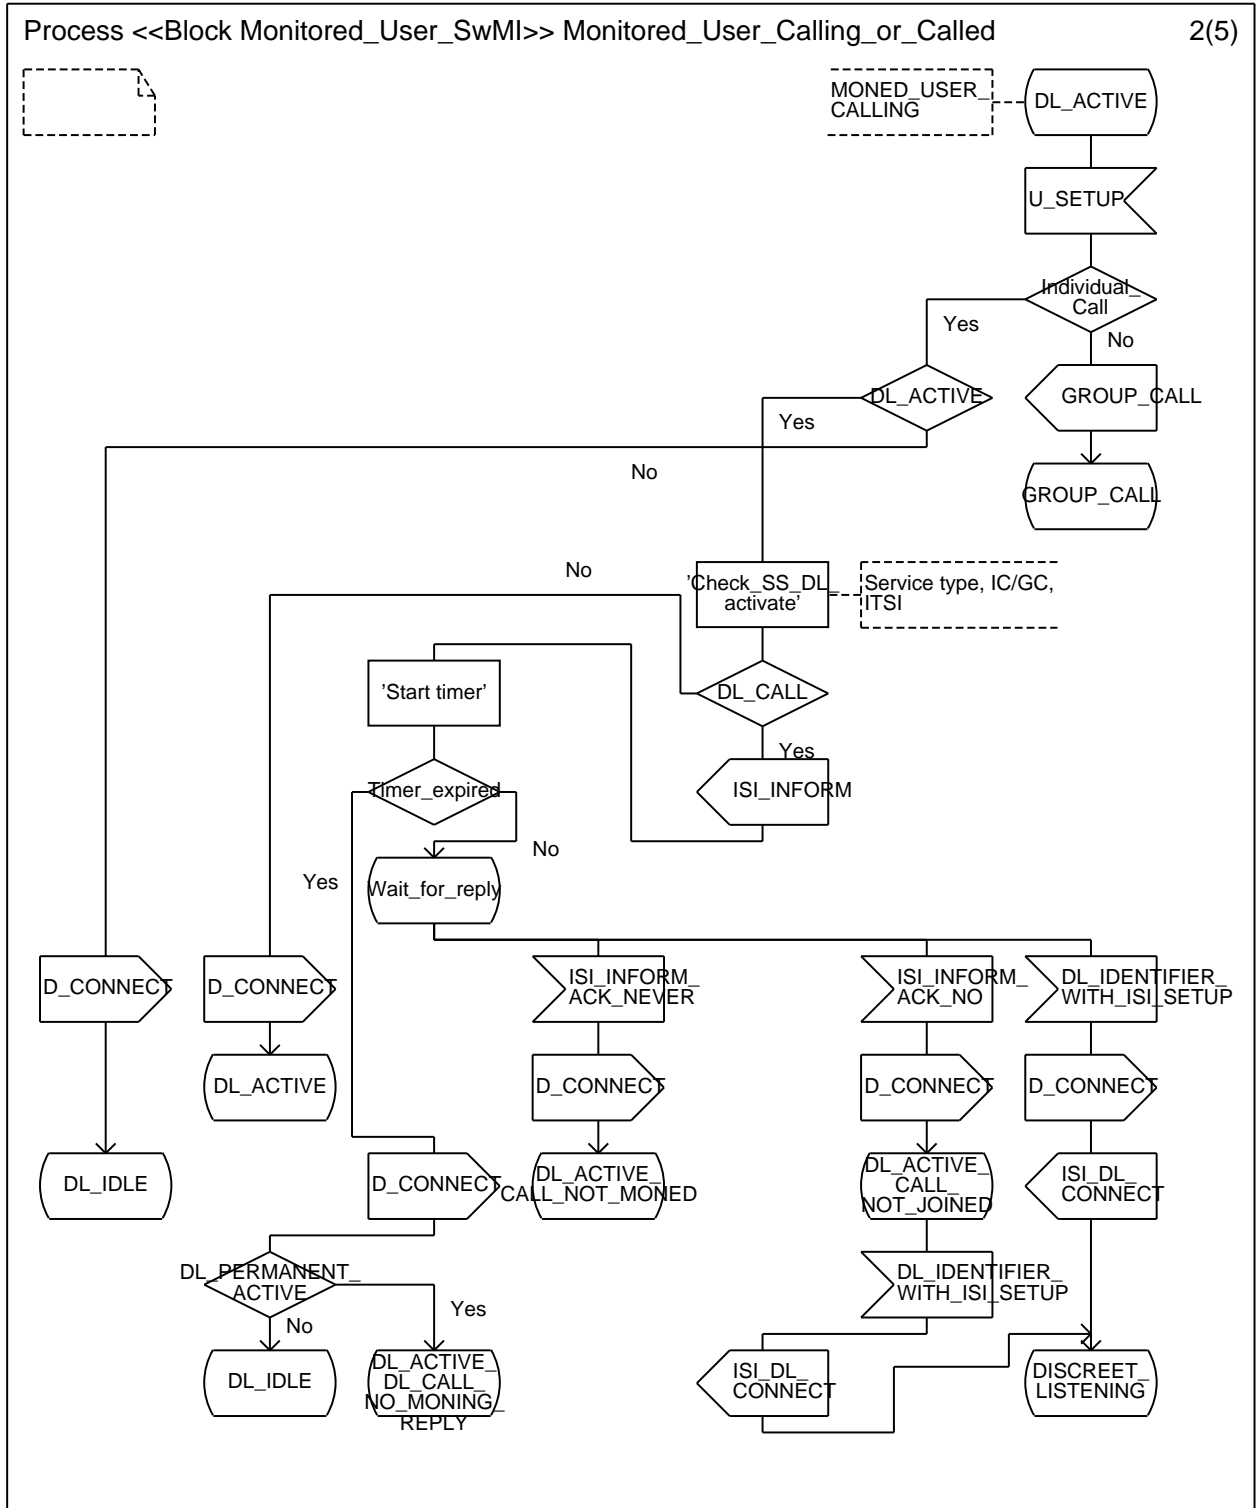 Process <<Block Monitored_User_SwMI>> Monitored_User_Calling_or_Called
2(5)
MONED_USER_
CALLING
DL_ACTIVE
U_SETUP
Individual_
Call
Yes
No
DL_ACTIVE
GROUP_CALL
Yes
No
GROUP_CALL
No
'Check_SS_DL_
activate'
Service type, IC/GC,
ITSI
'Start timer'
DL_CALL
Yes
Timer_expired
ISI_INFORM
No
Yes
Wait_for_reply
D_CONNECT
D_CONNECT
ISI_INFORM_
ACK_NEVER
ISI_INFORM_
ACK_NO
DL_IDENTIFIER_
WITH_ISI_SETUP
DL_ACTIVE
D_CONNECT
D_CONNECT
D_CONNECT
DL_IDLE
D_CONNECT
DL_ACTIVE_
CALL_NOT_MONED
DL_ACTIVE_
CALL_
NOT_JOINED
ISI_DL_
CONNECT
DL_PERMANENT_
ACTIVE
Yes
No
DL_IDENTIFIER_
WITH_ISI_SETUP
DL_IDLE
DL_ACTIVE_
DL_CALL_
NO_MONING_
REPLY
ISI_DL_
CONNECT
DISCREET_
LISTENING